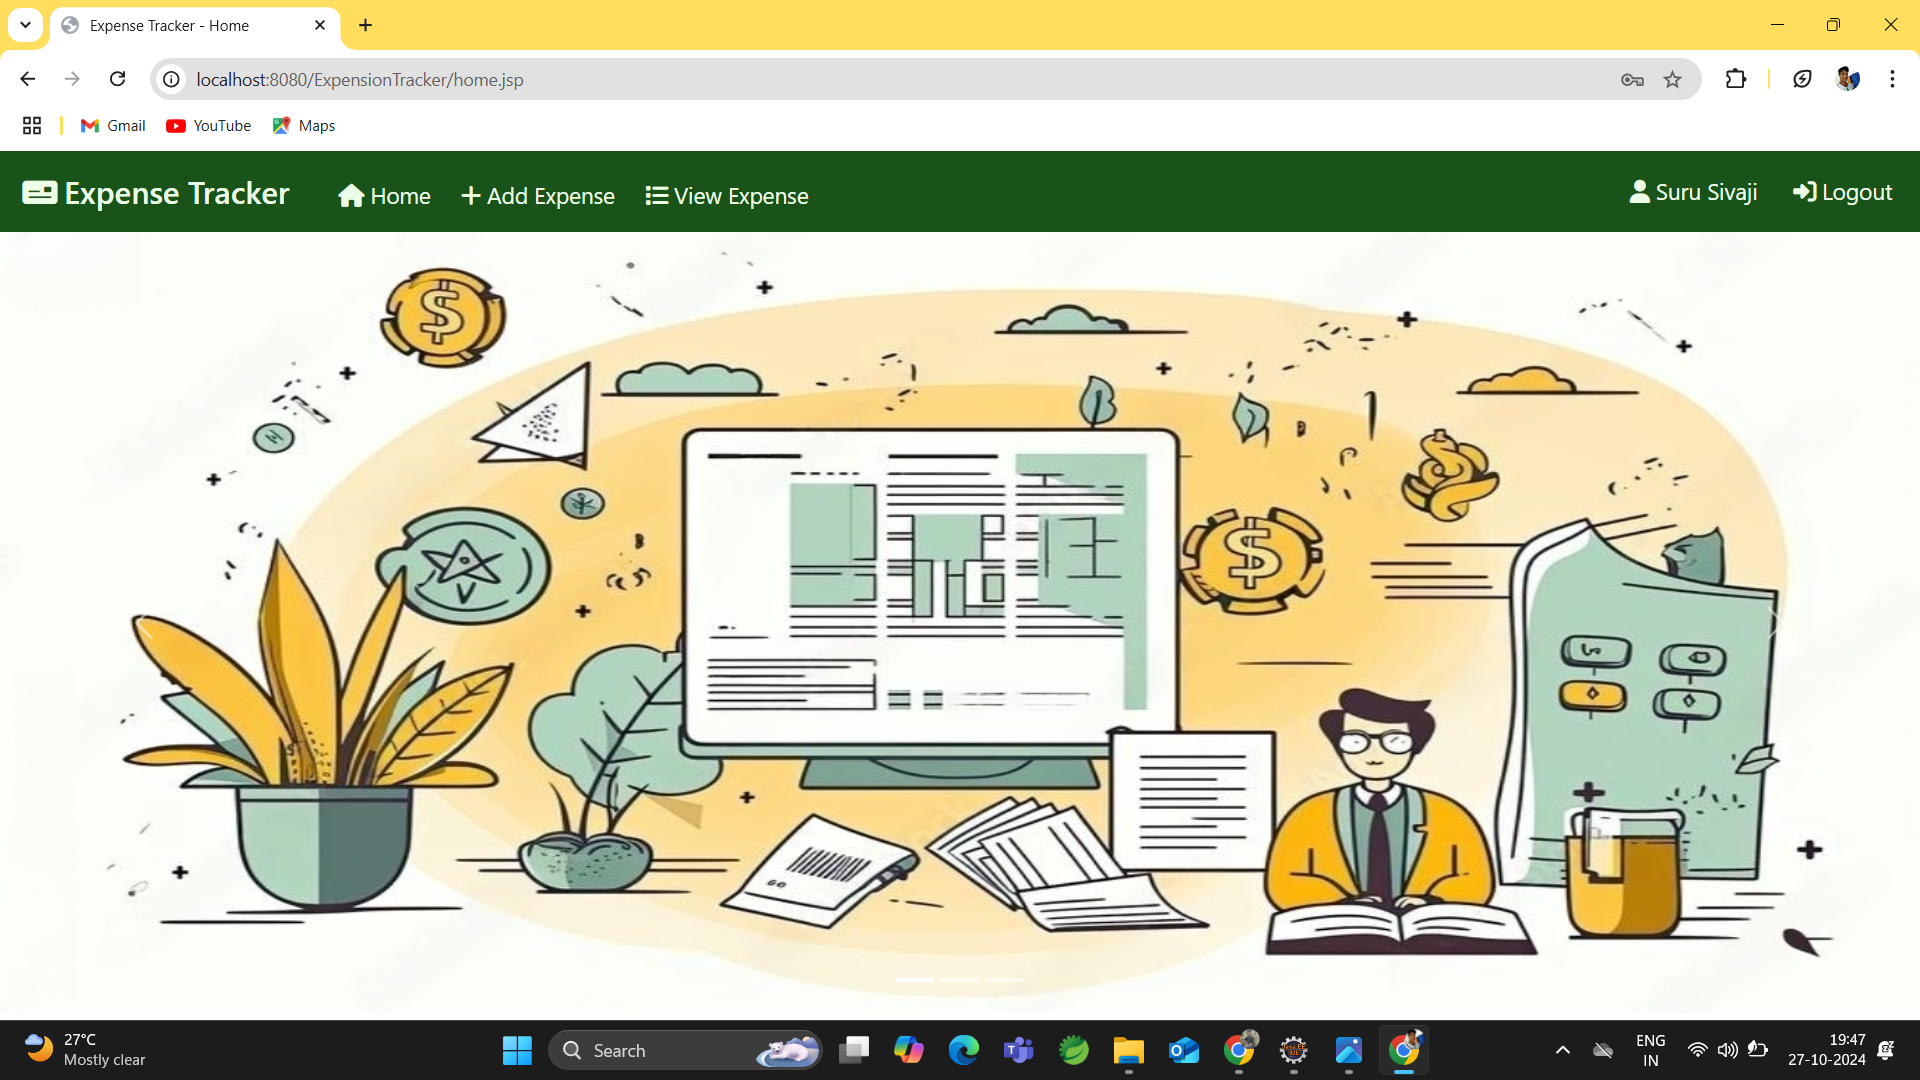 Expense Tracker - Home
localhost:8080/ExpensionTracker/home.jsp
Gmail YouTube Maps
Expense Tracker Home Add Expense View Expense Suru Sivaji Logout
$
$
GO
27°C
Mostly clear
Search
ENG
IN
19:47
27-10-2024